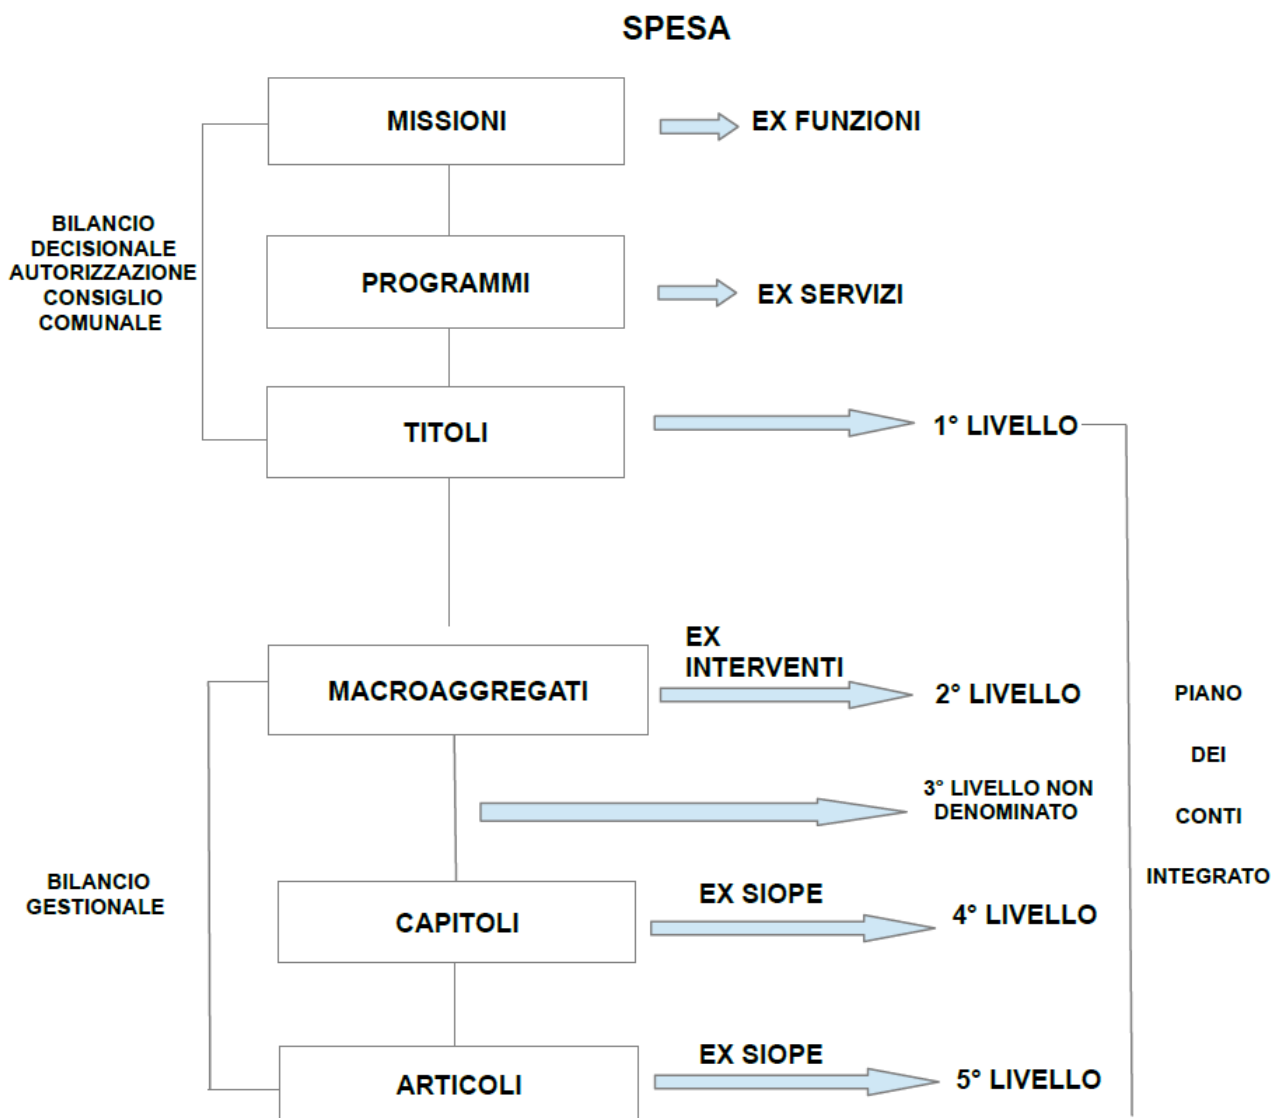 SPESA
MISSIONI
EX FUNZIONI
BILANCIO
DECISIONALE
AUTORIZZAZIONE
CONSIGLIO
COMUNALE
PROGRAMMI
EX SERVIZI
TITOLI
1° LIVELLO
EX
INTERVENTI
MACROAGGREGATI
2° LIVELLO
3° LIVELLO NON
DENOMINATO
PIANO
DEI
CONTI
INTEGRATO
BILANCIO
GESTIONALE
CAPITOLI
EX SIOPE
4° LIVELLO
ARTICOLI
EX SIOPE
5° LIVELLO